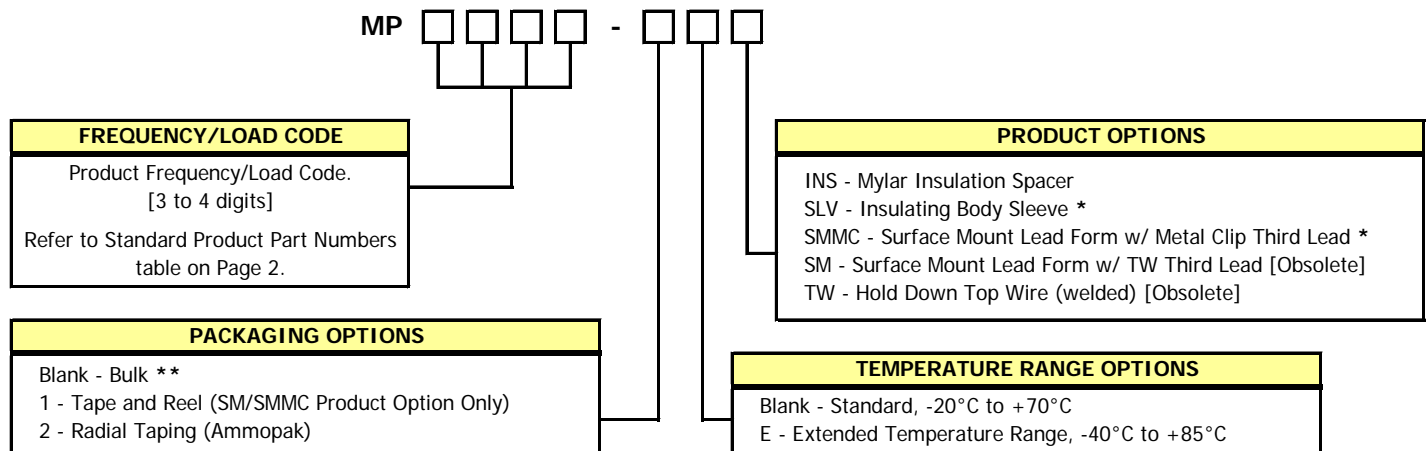 MP -
FREQUENCY/LOAD CODE
Product Frequency/Load Code.
[3 to 4 digits]
Refer to Standard Product Part Numbers
table on Page 2.
PRODUCT OPTIONS
INS - Mylar Insulation Spacer
SLV - Insulating Body Sleeve *
SMMC - Surface Mount Lead Form w/ Metal Clip Third Lead *
SM - Surface Mount Lead Form w/ TW Third Lead [Obsolete]
TW - Hold Down Top Wire (welded) [Obsolete]
PACKAGING OPTIONS
Blank - Bulk **
1 - Tape and Reel (SM/SMMC Product Option Only)
2 - Radial Taping (Ammopak)
TEMPERATURE RANGE OPTIONS
Blank - Standard, -20°C to +70°C
E - Extended Temperature Range, -40°C to +85°C